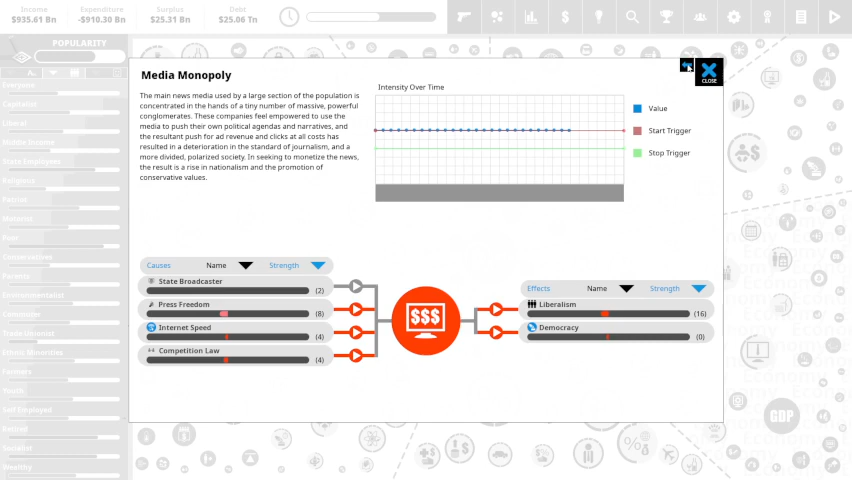 Income
Expenditure
Surplus
Debt
$935.61 Bn
-$910.30 Bn
$25.31 Bn
$25.06 Tn
POPULARITY
Everyone
Capitalist
Liberal
Middle Income
State Employees
Religious
Patriot
Motorist
Poor
Conservatives
Parents
Environmentalist
Commuter
Trade Unionist
Ethnic Minorities
Farmers
Youth
Self Employed
Retired
Socialist
Wealthy
Media Monopoly
The main news media used by a large section of the population is
concentrated in the hands of a tiny number of massive, powerful
conglomerates. These companies feel empowered to use the
media to push their own political agendas and narratives, and
the resultant push for ad revenue and clicks at all costs has
resulted in a deterioration in the standard of journalism, and a
more divided, polarized society. In seeking to monetize the news,
the result is a rise in nationalism and the promotion of
conservative values.
Intensity Over Time
Value
Start Trigger
Stop Trigger
CLOSE
Causes Name Strength
State Broadcaster
(2)
Press Freedom
(8)
Internet Speed
(4)
Competition Law
(4)
$$$
Effects Name Strength
Liberalism
(16)
Democracy
(0)
GDP